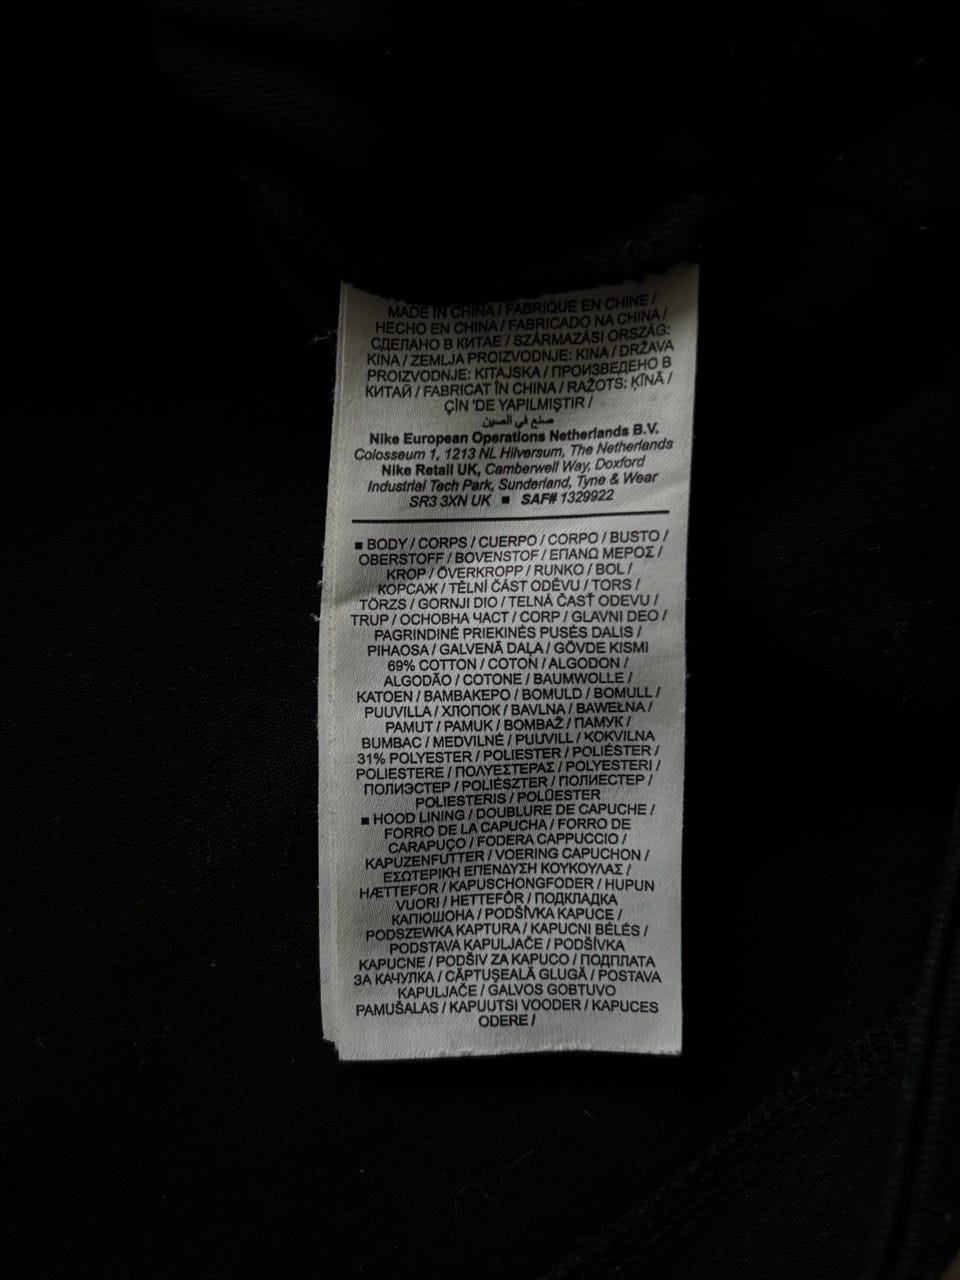 MADE IN CHINA / FABRIQUE EN CHINE /
HECHO EN CHINA / FABRICADO NA CHINA /
СДЕЛАНО В КИТАЕ / SZÁRMAZÁSI ORSZÁG:
KINA / ZEMLJA PROIZVODNJE: KINA / DRŽAVA
PROIZVODNJE: KITAJSKA / ПРОИЗВЕДЕНО В
КИТАЙ / FABRICAT ÎN CHINA / RAŽOTS: ĶĪNĀ /
ÇİN 'DE YAPILMIŞTIR /
صنع في الصين
Nike European Operations Netherlands B.V.
Colosseum 1, 1213 NL Hilversum, The Netherlands
Nike Retail UK, Camberwell Way, Doxford
Industrial Tech Park, Sunderland, Tyne & Wear
SR3 3XN UK ■ SAF# 1329922
■ BODY / CORPS / CUERPO / CORPO / BUSTO /
OBERSTOFF / BOVENSTOF / ΕΠΑΝΩ ΜΕΡΟΣ /
KROP / ÖVERKROPP / RUNKO / BOL /
КОРСАЖ / TĚLNÍ ČÁST ODĚVU / TORS /
TÖRZS / GORNJI DIO / TELNÁ ČASŤ ODEVU /
TRUP / ОСНОВНА ЧАСТ / CORP / GLAVNI DEO /
PAGRINDINĖ PRIEKINĖS PUSĖS DALIS /
PIHAOSA / GALVENĀ DAĻA / GÖVDE KISMI
69% COTTON / COTON / ALGODON /
ALGODÃO / COTONE / BAUMWOLLE /
KATOEN / ΒΑΜΒΑΚΕΡΟ / BOMULD / BOMULL /
PUUVILLA / ХЛОПОК / BAVLNA / BAWEŁNA /
PAMUT / PAMUK / BOMBAŽ / ПАМУК /
BUMBAC / MEDVILNĖ / PUUVILL / KOKVILNA
31% POLYESTER / POLIESTER / POLIÉSTER /
POLIESTERE / ΠΟΛΥΕΣΤΕΡΑΣ / POLYESTERI /
ПОЛИЭСТЕР / POLIÉSZTER / ПОЛИЕСТЕР /
POLIESTERIS / POLÜESTER
■ HOOD LINING / DOUBLURE DE CAPUCHE /
FORRO DE LA CAPUCHA / FORRO DE
CARAPUÇO / FODERA CAPPUCCIO /
KAPUZENFUTTER / VOERING CAPUCHON /
ΕΣΩΤΕΡΙΚΗ ΕΠΕΝΔΥΣΗ ΚΟΥΚΟΥΛΑΣ /
HÆTTEFÓR / KAPUSCHONGFODER / HUPUN
VUORI / HETTEFÔR / ПОДКЛАДКА
КАПЮШОНА / PODŠÍVKA KAPUCE /
PODSZEWKA KAPTURA / KAPUCNI BÉLÉS /
PODSTAVA KAPULJAČE / PODŠÍVKA
KAPUCNE / PODŠIV ZA KAPUCO / ПОДПЛАТА
ЗА КАЧУЛКА / CĂPTUŞEALĂ GLUGĂ / POSTAVA
KAPULJAČE / GALVOS GOBTUVO
PAMUŠALAS / KAPUUTSI VOODER / KAPUCES
ODERE /